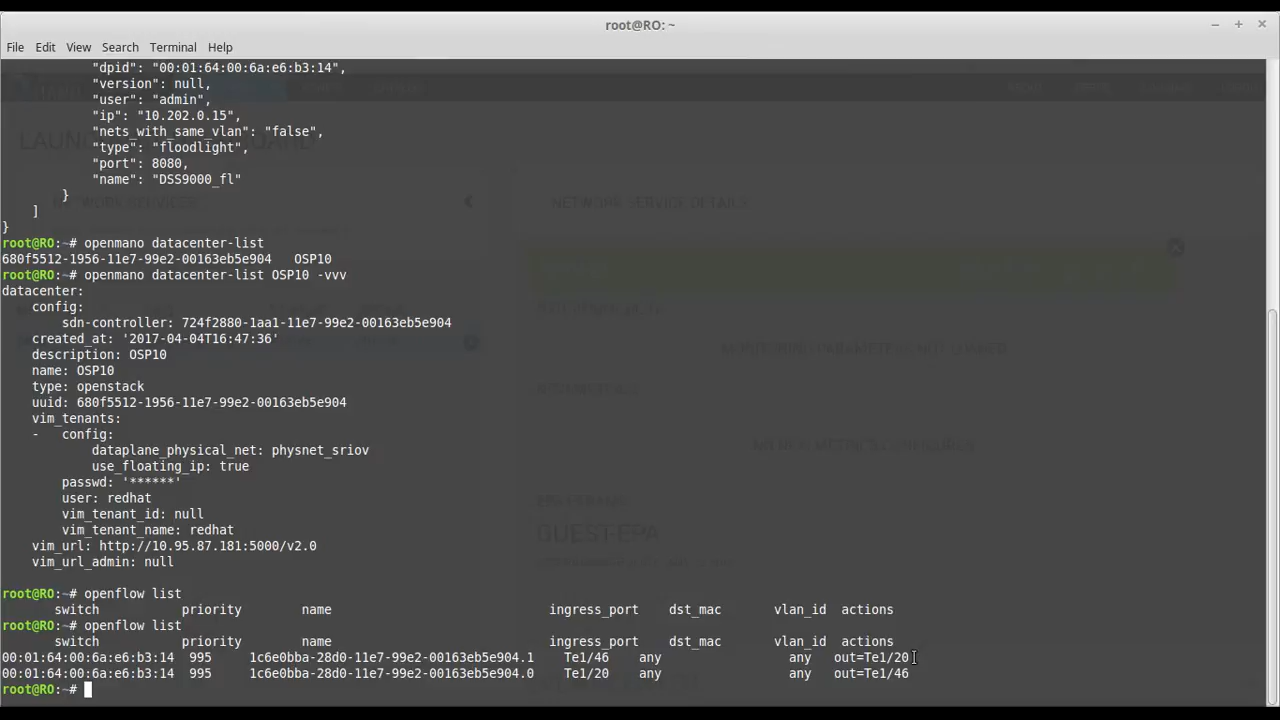 root@RO: ~
File Edit View Search Terminal Help
"dpid": "00:01:64:00:6a:e6:b3:14",
"version": null,
"user": "admin",
"ip": "10.202.0.15",
"nets_with_same_vlan": "false",
"type": "floodlight",
"port": 8080,
"name": "DSS9000_fl"
}
]
}
root@RO:~# openmano datacenter-list
680f5512-1956-11e7-99e2-00163eb5e904 OSP10
root@RO:~# openmano datacenter-list OSP10 -vvv
datacenter:
config:
sdn-controller: 724f2880-1aa1-11e7-99e2-00163eb5e904
created_at: '2017-04-04T16:47:36'
description: OSP10
name: OSP10
type: openstack
uuid: 680f5512-1956-11e7-99e2-00163eb5e904
vim_tenants:
- config:
dataplane_physical_net: physnet_sriov
use_floating_ip: true
passwd: '******'
user: redhat
vim_tenant_id: null
vim_tenant_name: redhat
vim_url: http://10.95.87.181:5000/v2.0
vim_url_admin: null
root@RO:~# openflow list
switch priority name ingress_port dst_mac vlan_id actions
root@RO:~# openflow list
switch priority name ingress_port dst_mac vlan_id actions
00:01:64:00:6a:e6:b3:14 995 1c6e0bba-28d0-11e7-99e2-00163eb5e904.1 Te1/46 any any out=Te1/20
00:01:64:00:6a:e6:b3:14 995 1c6e0bba-28d0-11e7-99e2-00163eb5e904.0 Te1/20 any any out=Te1/46
root@RO:~#
NETWORK SERVICE DETAILS
GUEST-EPA